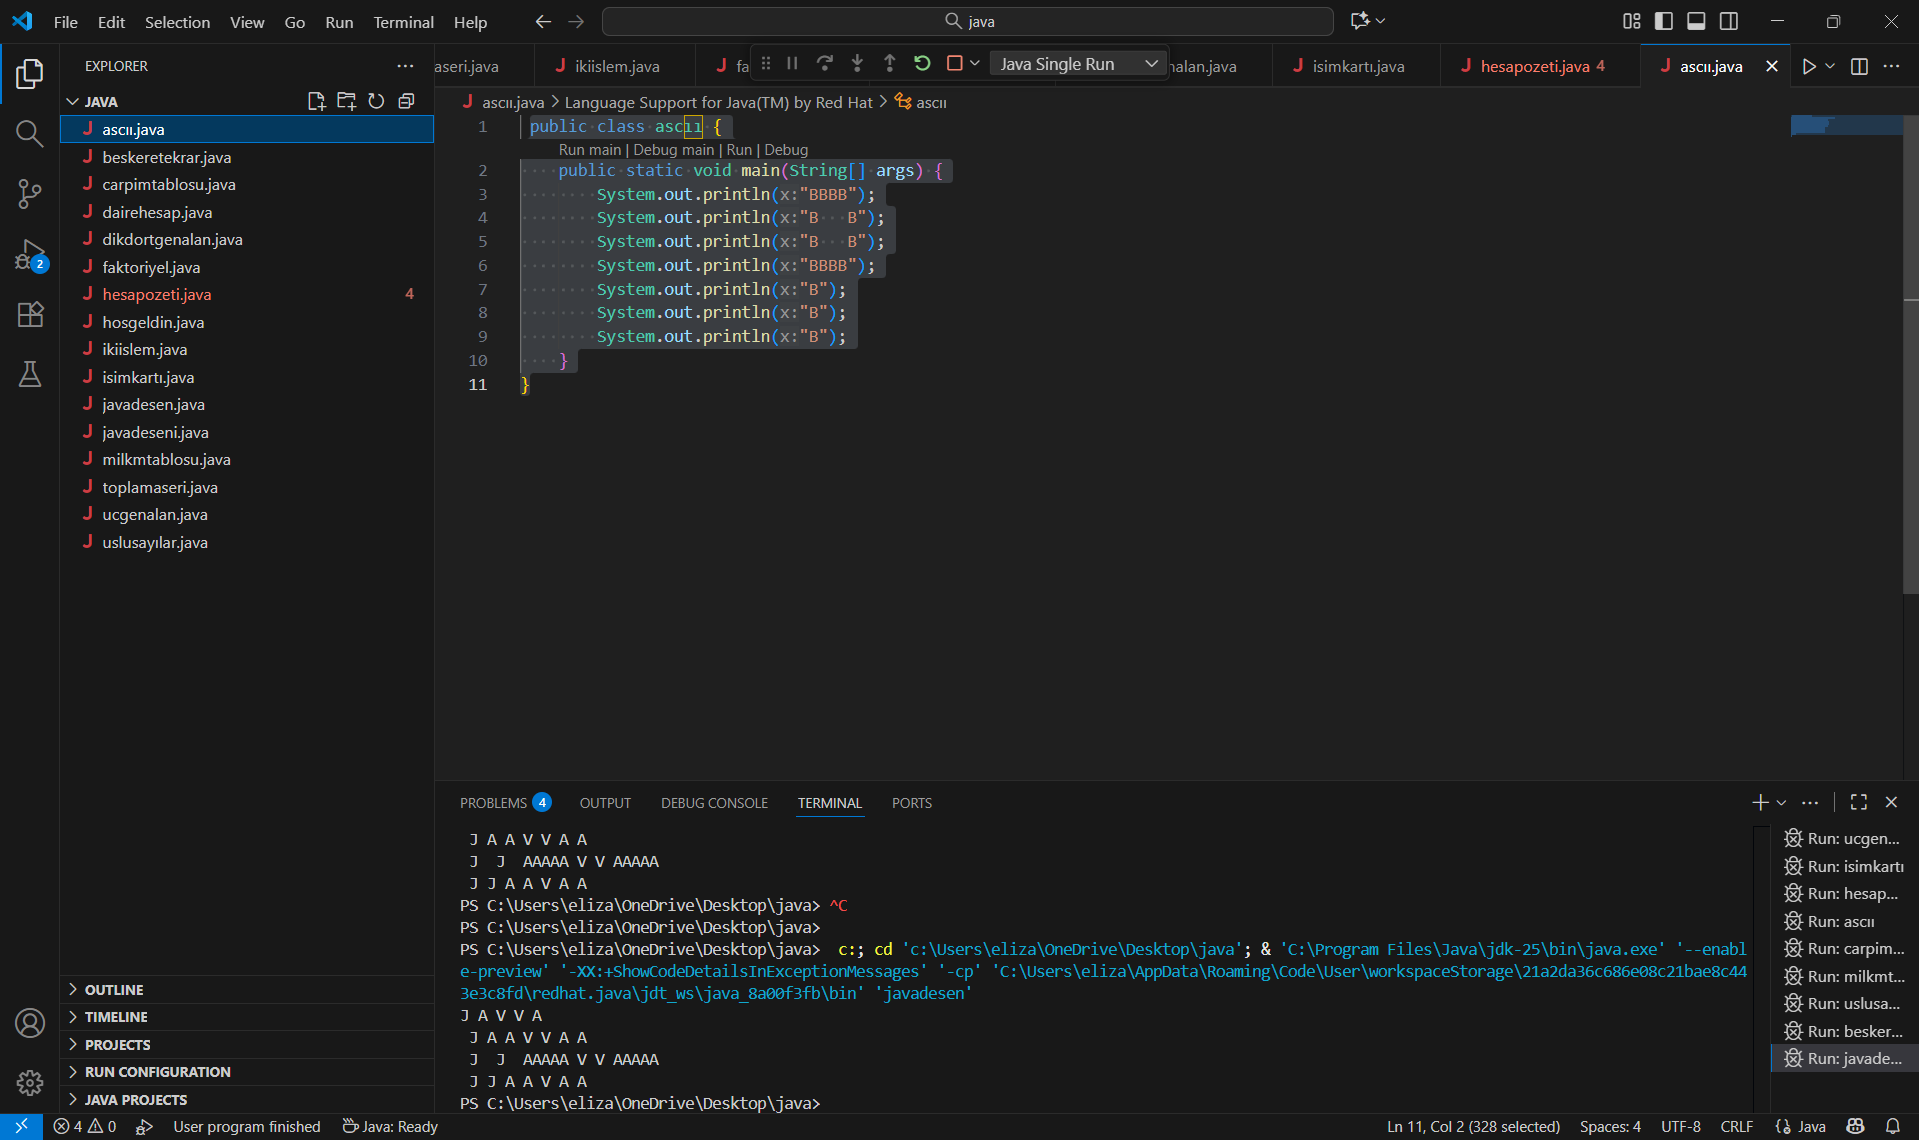 File Edit Selection View Go Run Terminal Help
java
EXPLORER
JAVA
ascıı.java
beskeretekrar.java
carpimtablosu.java
dairehesap.java
dikdortgenalan.java
faktoriyel.java
hesapozeti.java 4
hosgeldin.java
ikiislem.java
isimkartı.java
javadesen.java
javadeseni.java
milkmtablosu.java
toplamaseri.java
ucgenalan.java
uslusayılar.java
OUTLINE
TIMELINE
PROJECTS
RUN CONFIGURATION
JAVA PROJECTS
2
aseri.java ikiislem.java fa Java Single Run nalan.java isimkartı.java hesapozeti.java 4 ascıı.java
ascıı.java > Language Support for Java(TM) by Red Hat > ascıı
1 public class ascıı {
Run main | Debug main | Run | Debug
2 public static void main(String[] args) {
3 System.out.println(x:"BBBB");
4 System.out.println(x:"B   B");
5 System.out.println(x:"B   B");
6 System.out.println(x:"BBBB");
7 System.out.println(x:"B");
8 System.out.println(x:"B");
9 System.out.println(x:"B");
10 }
11 }
PROBLEMS 4 OUTPUT DEBUG CONSOLE TERMINAL PORTS
J A A V V A A
J  J  AAAAA V V AAAAA
J J A A V A A
PS C:\Users\eliza\OneDrive\Desktop\java> ^C
PS C:\Users\eliza\OneDrive\Desktop\java>
PS C:\Users\eliza\OneDrive\Desktop\java>  c:; cd 'c:\Users\eliza\OneDrive\Desktop\java'; & 'C:\Program Files\Java\jdk-25\bin\java.exe' '--enabl
e-preview' '-XX:+ShowCodeDetailsInExceptionMessages' '-cp' 'C:\Users\eliza\AppData\Roaming\Code\User\workspaceStorage\21a2da36c686e08c21bae8c44
3e3c8fd\redhat.java\jdt_ws\java_8a00f3fb\bin' 'javadesen'
J A V V A
J A A V V A A
J  J  AAAAA V V AAAAA
J J A A V A A
PS C:\Users\eliza\OneDrive\Desktop\java>
Run: ucgen...
Run: isimkartı
Run: hesap...
Run: ascıı
Run: carpim...
Run: milkmt...
Run: uslusa...
Run: besker...
Run: javade...
4 0 User program finished Java: Ready Ln 11, Col 2 (328 selected) Spaces: 4 UTF-8 CRLF Java